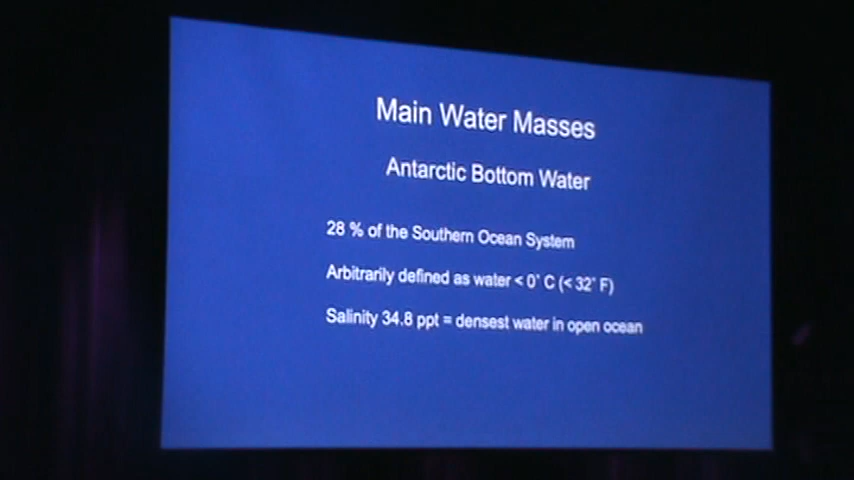 Main Water Masses
Antarctic Bottom Water
28 % of the Southern Ocean System
Arbitrarily defined as water < 0˚ C (< 32˚ F)
Salinity 34.8 ppt = densest water in open ocean